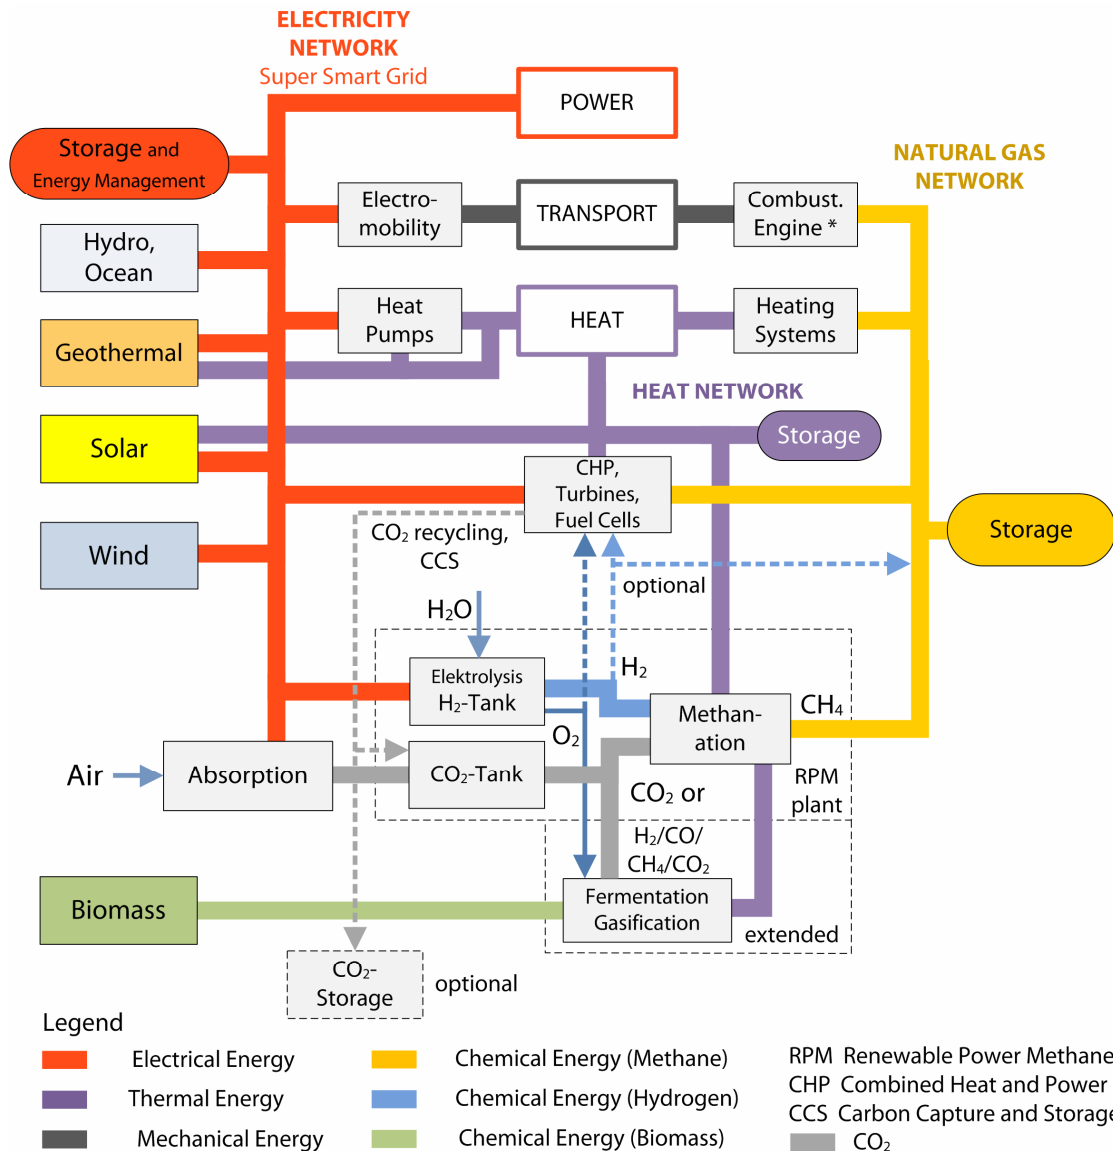 ELECTRICITY
NETWORK
Super Smart Grid
POWER
Storage and
Energy Management
NATURAL GAS
NETWORK
Electro-
mobility
TRANSPORT
Combust.
Engine *
Hydro,
Ocean
Heat
Pumps
HEAT
Heating
Systems
Geothermal
HEAT NETWORK
Solar
Storage
CHP,
Turbines,
Fuel Cells
Storage
CO₂ recycling,
CCS
Wind
optional
H₂O
Elektrolysis
H₂-Tank
H₂
O₂
Methan-
ation
CH₄
Air
Absorption
CO₂-Tank
CO₂ or
RPM
plant
H₂/CO/
CH₄/CO₂
Biomass
Fermentation
Gasification
extended
CO₂-
Storage
optional
Legend
Electrical Energy
Thermal Energy
Mechanical Energy
Chemical Energy (Methane)
Chemical Energy (Hydrogen)
Chemical Energy (Biomass)
RPM Renewable Power Methane
CHP Combined Heat and Power
CCS Carbon Capture and Storage
CO₂